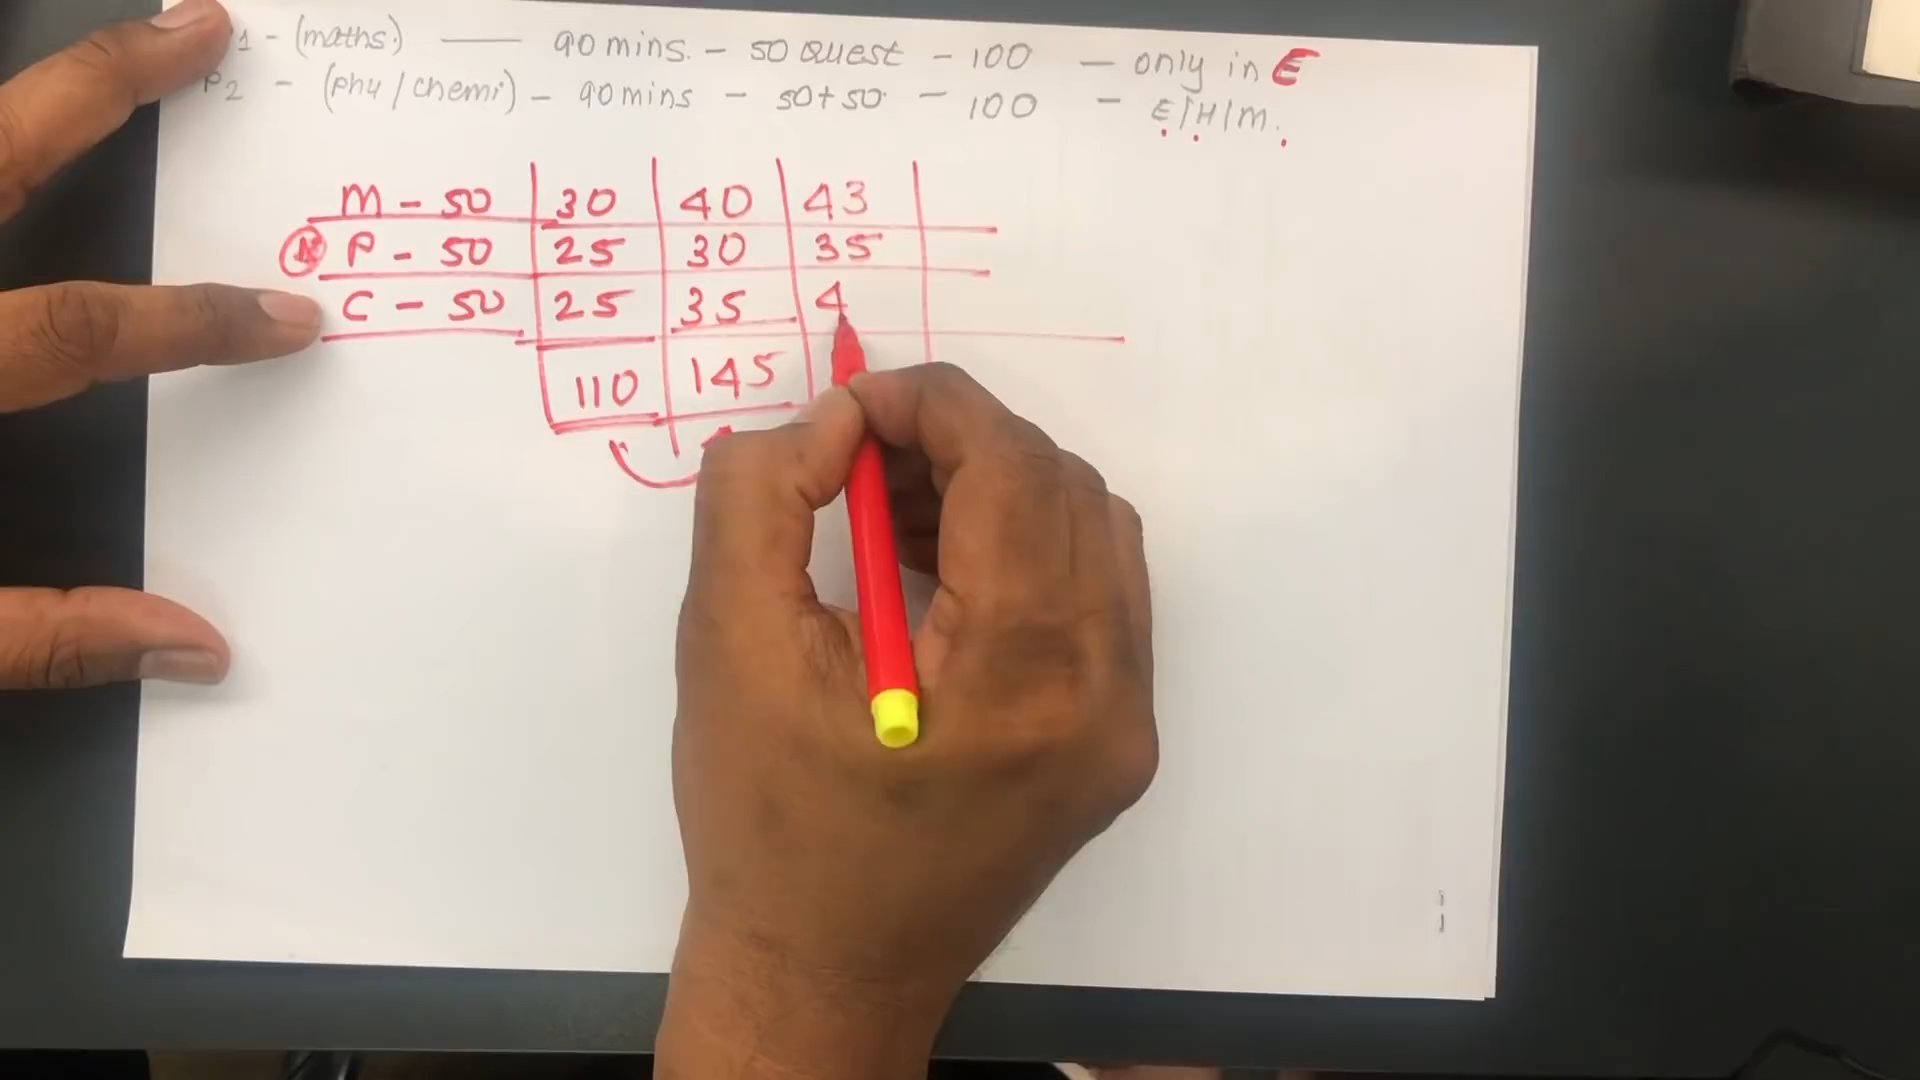 1 - (maths.) — 90 mins. - 50 Quest - 100 - only in E
P2 - (phy/chemi) - 90 mins - 50+50 - 100 - E/H/M.
M - 50 30 40 43
P - 50 25 30 35
C - 50 25 35 4
110 145